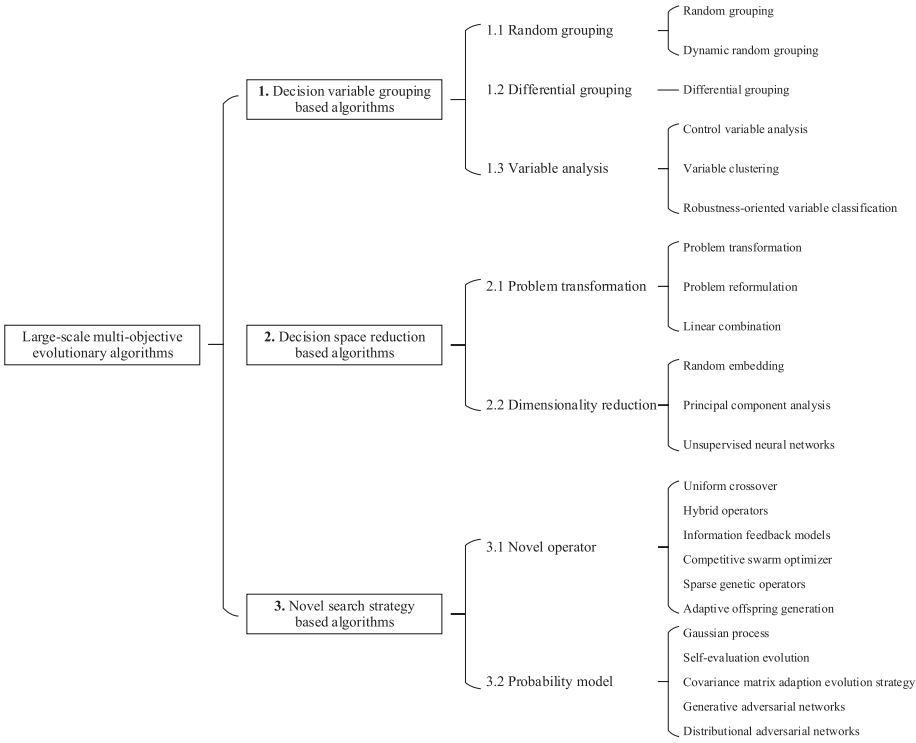 Large-scale multi-objective
evolutionary algorithms
1. Decision variable grouping
based algorithms
1.1 Random grouping
Random grouping
Dynamic random grouping
1.2 Differential grouping
Differential grouping
1.3 Variable analysis
Control variable analysis
Variable clustering
Robustness-oriented variable classification
2. Decision space reduction
based algorithms
2.1 Problem transformation
Problem transformation
Problem reformulation
Linear combination
2.2 Dimensionality reduction
Random embedding
Principal component analysis
Unsupervised neural networks
3. Novel search strategy
based algorithms
3.1 Novel operator
Uniform crossover
Hybrid operators
Information feedback models
Competitive swarm optimizer
Sparse genetic operators
Adaptive offspring generation
3.2 Probability model
Gaussian process
Self-evaluation evolution
Covariance matrix adaption evolution strategy
Generative adversarial networks
Distributional adversarial networks